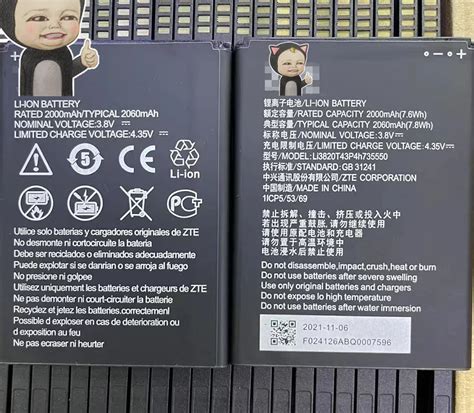 LI-ION BATTERY
RATED 2000mAh/TYPICAL 2060mAh
NOMINAL VOLTAGE:3.8V
LIMITED CHARGE VOLTAGE:4.35V
5
Li-ion
Utilice solo baterias y cargadores originales de ZTE
No desmonte ni cortocircuite la bateria
Debe ser reciclados o eliminados adecuadamente
Puede explotar si se dañan o arroja al fuego
No presione ni golpee
Utilisez uniquement les batteries et chargeurs de ZTE
Ne pas demonter ni court-circuiter la batterie
Recyclez et jetez les batteries.correctement
Possible d exploser en cas de deterioration ou
d exposition au feu
Ne pas ecraser ni heurter
锂离子电池/LI-ION BATTERY
额定容量/RATED CAPACITY 2000mAh(7.6Wh)
典型容量/TYPICAL CAPACITY 2060mAh(7.8Wh)
标称电压/NOMINAL VOLTAGE:3.8V
充电限制电压/LIMITED CHARGE VOLTAGE:4.35V
型号/MODEL:Li3820T43P4h735550
执行标准/STANDARD:GB 31241
中兴通讯股份有限公司/ZTE CORPORATION
中国制造/MADE IN CHINA
1ICP5/53/69
禁止拆解、撞击、挤压或投入火中
若出现严重鼓胀、请勿继续使用
请使用原配电池和充电器
请勿置于高温环境中
电池浸水后禁止使用
Do not disassemble,impact,crush,heat or burn
Do not use batteries after severe swelling
Use only original batteries and chargers
Do not expose lo high temperature
Do not use batteries after water immersion
2021-11-06
F024126ABQ0007596